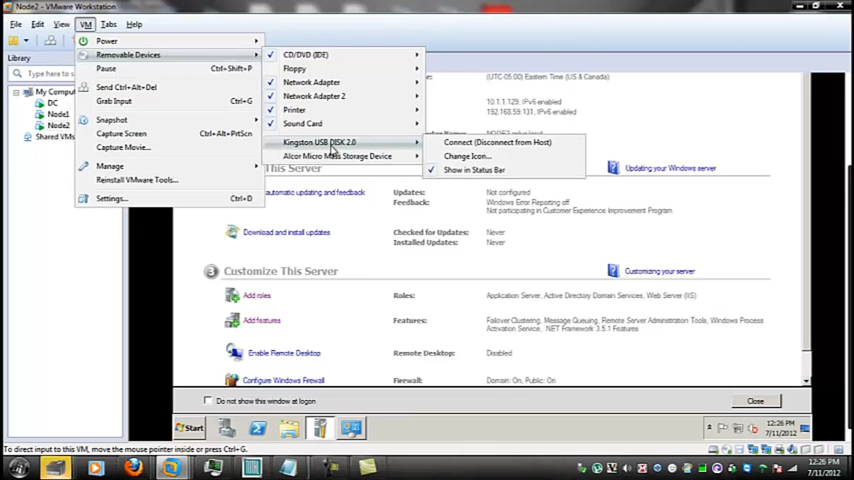 Node2 - VMware Workstation
File Edit View VM Tabs Help
Library
Type here to
My Compu
DC
Node1
Node2
Shared VMs
Power
Removable Devices
Pause Ctrl+Shift+P
Send Ctrl+Alt+Del
Grab Input Ctrl+G
Snapshot
Capture Screen Ctrl+Alt+PrtScn
Capture Movie...
Manage
Reinstall VMware Tools...
Settings... Ctrl+D
CD/DVD (IDE)
Floppy
Network Adapter
Network Adapter 2
Printer
Sound Card
Kingston USB DISK 2.0
Alcor Micro Mass Storage Device
Connect (Disconnect from Host)
Change Icon...
Show in Status Bar
(UTC-05:00) Eastern Time (US & Canada)
10.1.1.129, IPv6 enabled
192.168.59.131, IPv6 enabled
This Server
Updating your Windows server
Updates: Not configured
Feedback: Windows Error Reporting off
Not participating in Customer Experience Improvement Program
Download and install updates
Checked for Updates: Never
Installed Updates: Never
3 Customize This Server
Customizing your server
Add roles
Roles: Application Server, Active Directory Domain Services, Web Server (IIS)
Add features
Features: Failover Clustering, Message Queuing, Remote Server Administration Tools, Windows Process
Activation Service, .NET Framework 3.5.1 Features
Enable Remote Desktop
Remote Desktop: Disabled
Configure Windows Firewall
Firewall: Domain: On, Public: On
Do not show this window at logon
Close
Start
12:26 PM
7/11/2012
To direct input to this VM, move the mouse pointer inside or press Ctrl+G.
12:26 PM
7/11/2012